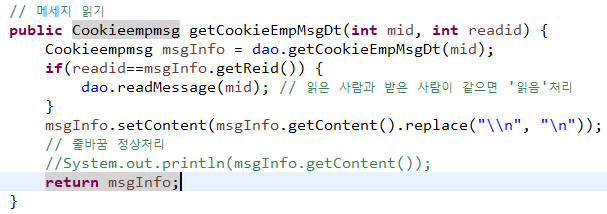 // 메세지 읽기
public Cookieempmsg getCookieEmpMsgDt(int mid, int readid) {
    Cookieempmsg msgInfo = dao.getCookieEmpMsgDt(mid);
    if(readid==msgInfo.getReid()) {
        dao.readMessage(mid); // 읽은 사람과 받은 사람이 같으면 '읽음'처리
    }
    msgInfo.setContent(msgInfo.getContent().replace("\\n", "\n"));
    // 줄바꿈 정상처리
    //System.out.println(msgInfo.getContent());
    return msgInfo;
}